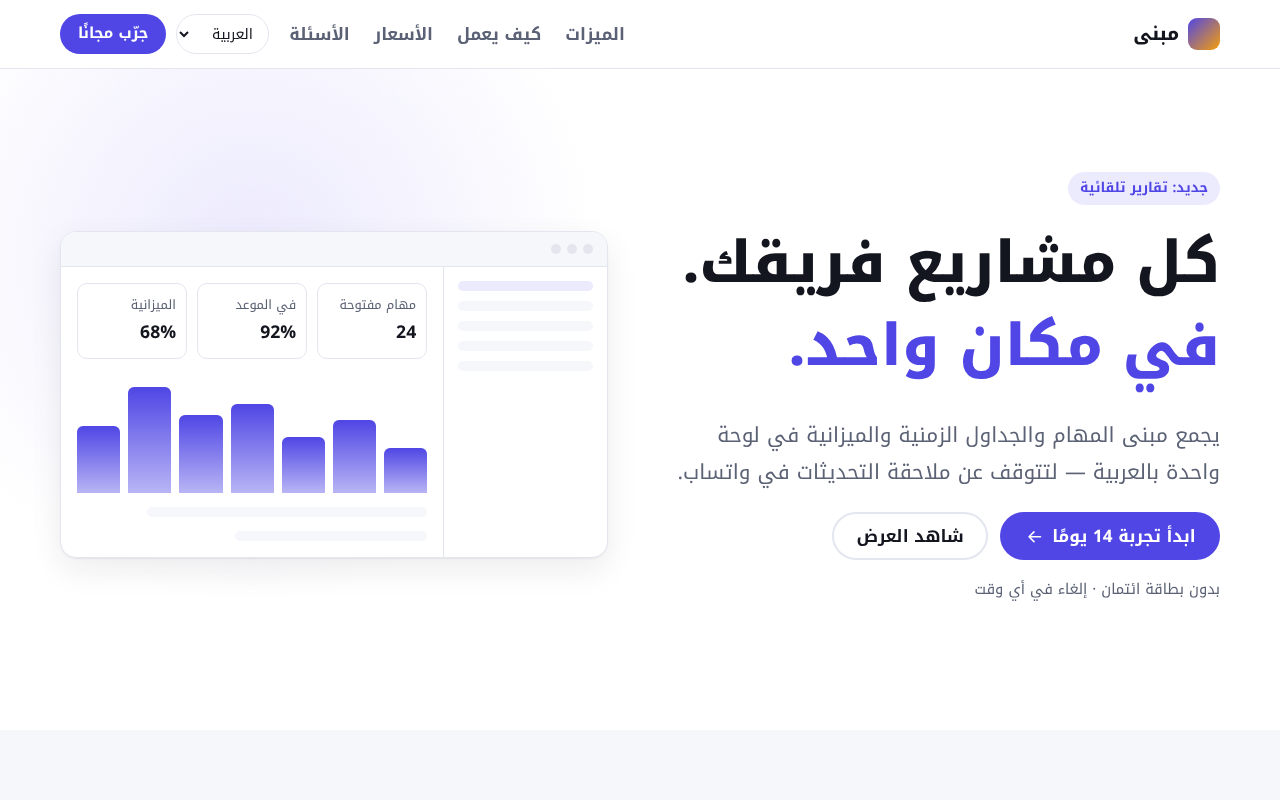 مبنى
الميزات
كيف يعمل
الأسعار
الأسئلة
العربية
جرّب مجانًا
جديد: تقارير تلقائية
كل مشاريع فريقك.
في مكان واحد.
يجمع مبنى المهام والجداول الزمنية والميزانية في لوحة
واحدة بالعربية — لتتوقف عن ملاحقة التحديثات في واتساب.
ابدأ تجربة 14 يومًا ←
شاهد العرض
بدون بطاقة ائتمان · إلغاء في أي وقت
مهام مفتوحة
24
في الموعد
92%
الميزانية
68%